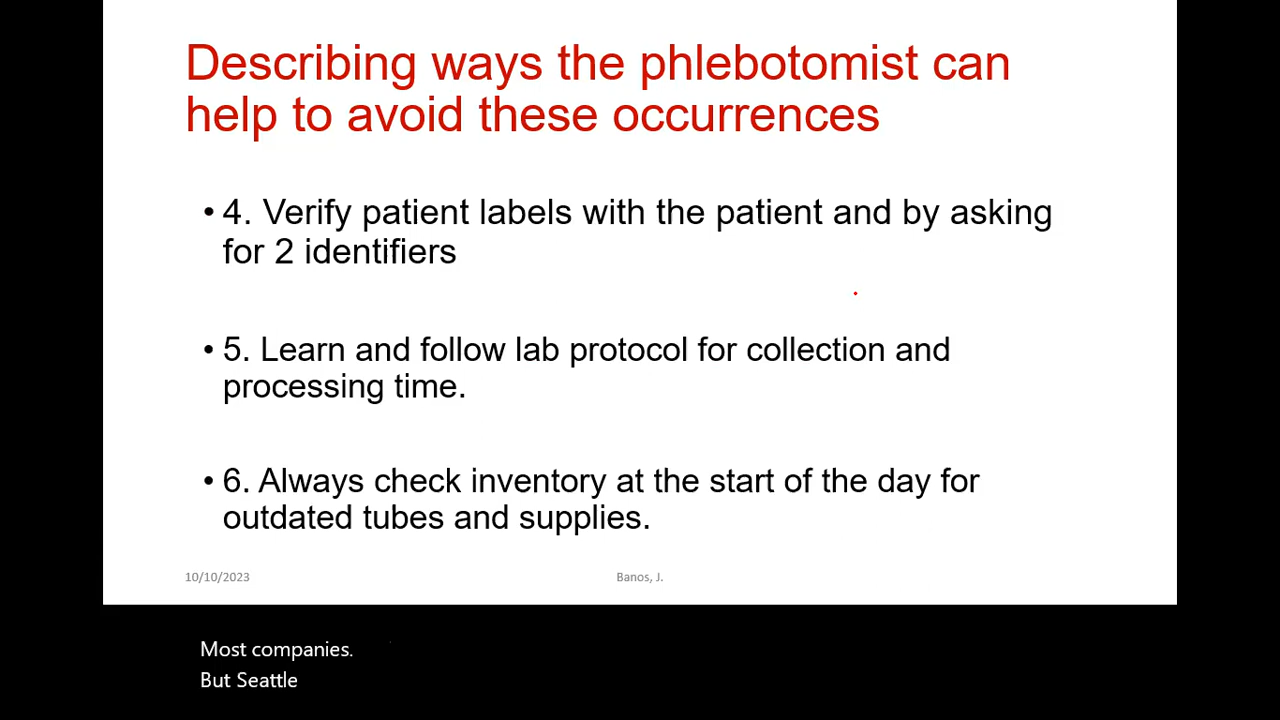 Describing ways the phlebotomist can
help to avoid these occurrences
• 4. Verify patient labels with the patient and by asking
for 2 identifiers
• 5. Learn and follow lab protocol for collection and
processing time.
• 6. Always check inventory at the start of the day for
outdated tubes and supplies.
10/10/2023
Banos, J.
Most companies.
But Seattle